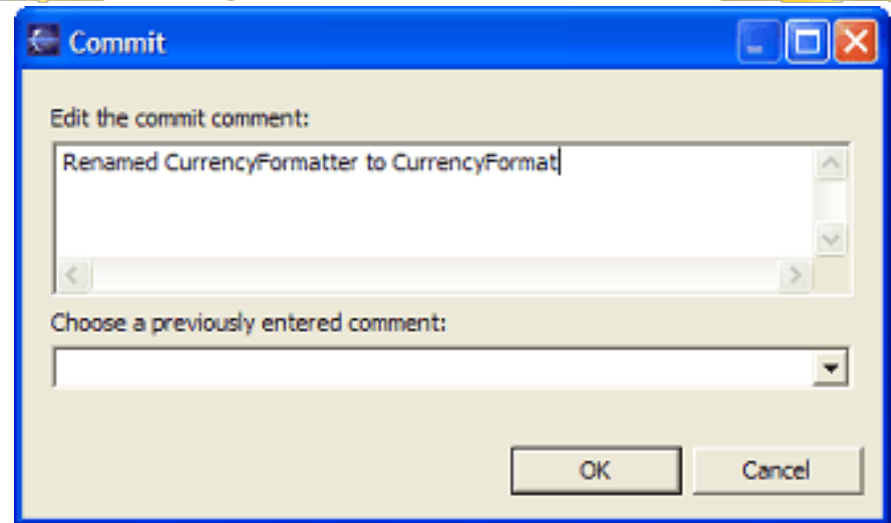 Commit
Edit the commit comment:
Renamed CurrencyFormatter to CurrencyFormat
Choose a previously entered comment:
OK
Cancel